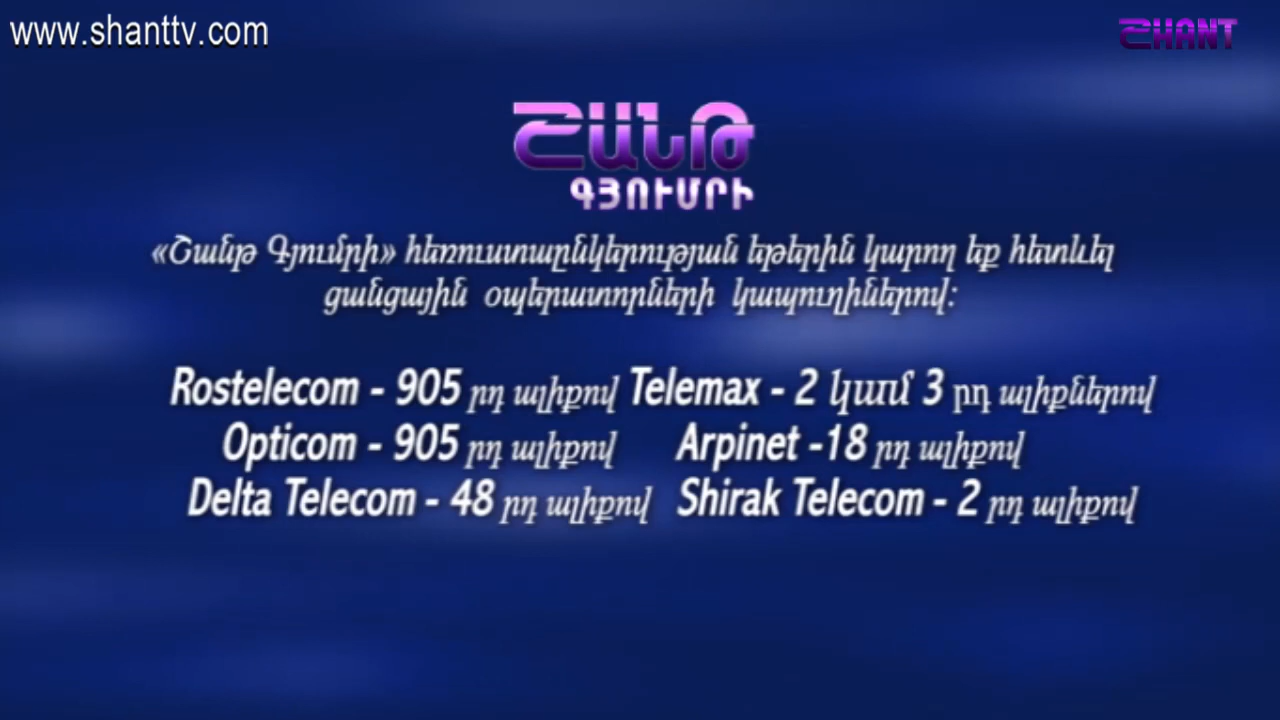 www.shanttv.com
ՇHANT
ՇԱՆԹ
ԳՅՈՒՄՐԻ
«Շանթ Գյումրի» հեռուստաընկերության եթերին կարող եք հետևել
ցանցային օպերատորների կապուղիներով:
Rostelecom - 905 րդ ալիքով Telemax - 2 կամ 3 րդ ալիքներով
Opticom - 905 րդ ալիքով Arpinet -18 րդ ալիքով
Delta Telecom - 48 րդ ալիքով Shirak Telecom - 2 րդ ալիքով